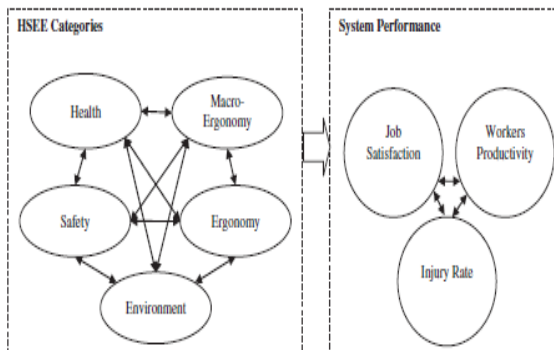 HSEE Categories
Health
Macro-
Ergonomy
Safety
Ergonomy
Environment
System Performance
Job
Satisfaction
Workers
Productivity
Injury Rate